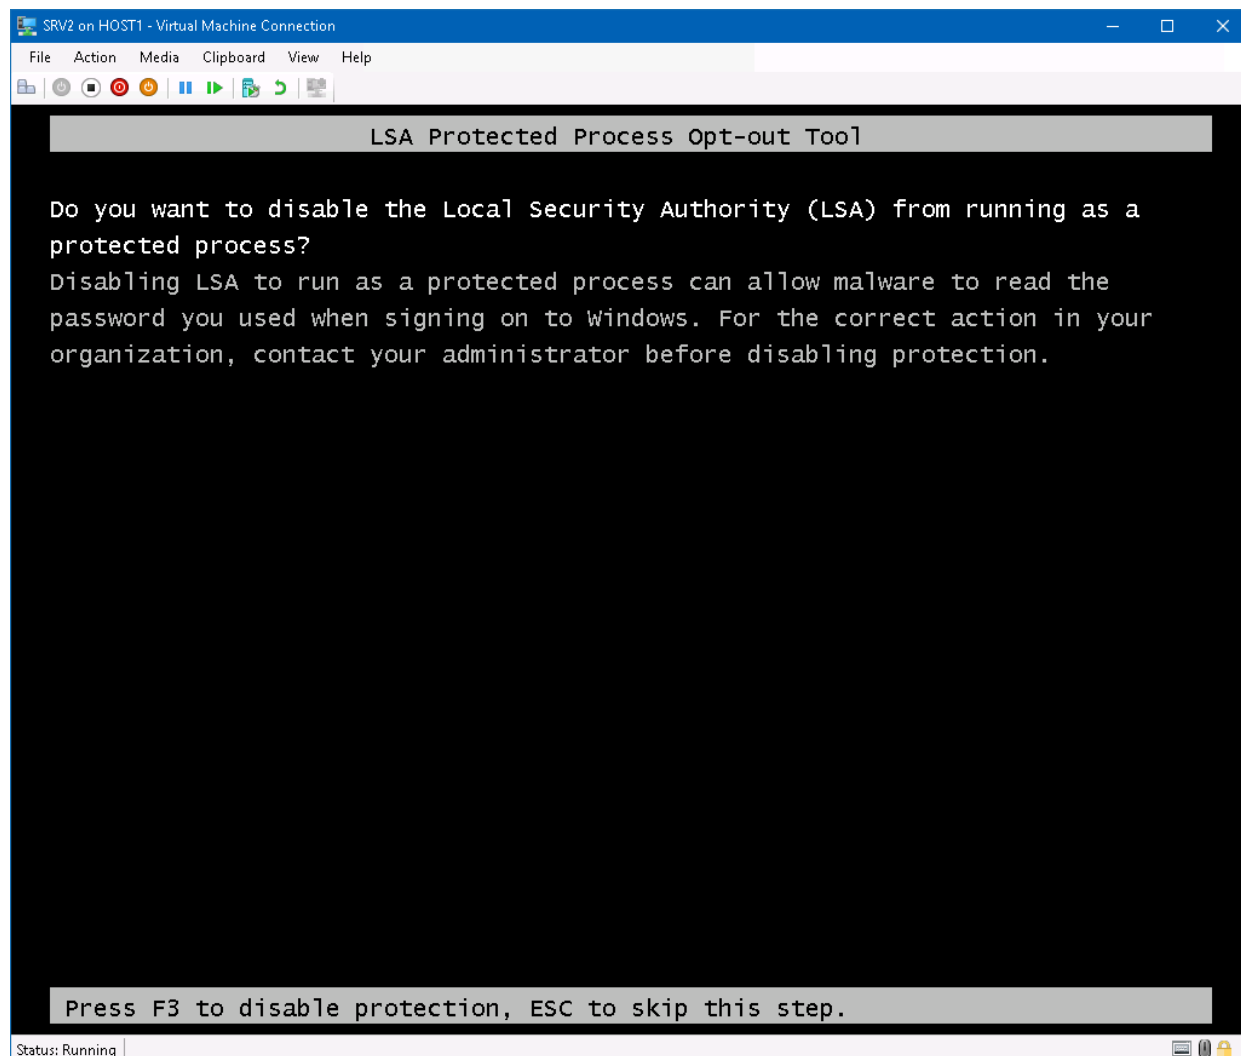 SRV2 on HOST1 - Virtual Machine Connection
File Action Media Clipboard View Help
LSA Protected Process Opt-out Tool
Do you want to disable the Local Security Authority (LSA) from running as a
protected process?
Disabling LSA to run as a protected process can allow malware to read the
password you used when signing on to Windows. For the correct action in your
organization, contact your administrator before disabling protection.
Press F3 to disable protection, ESC to skip this step.
Status: Running